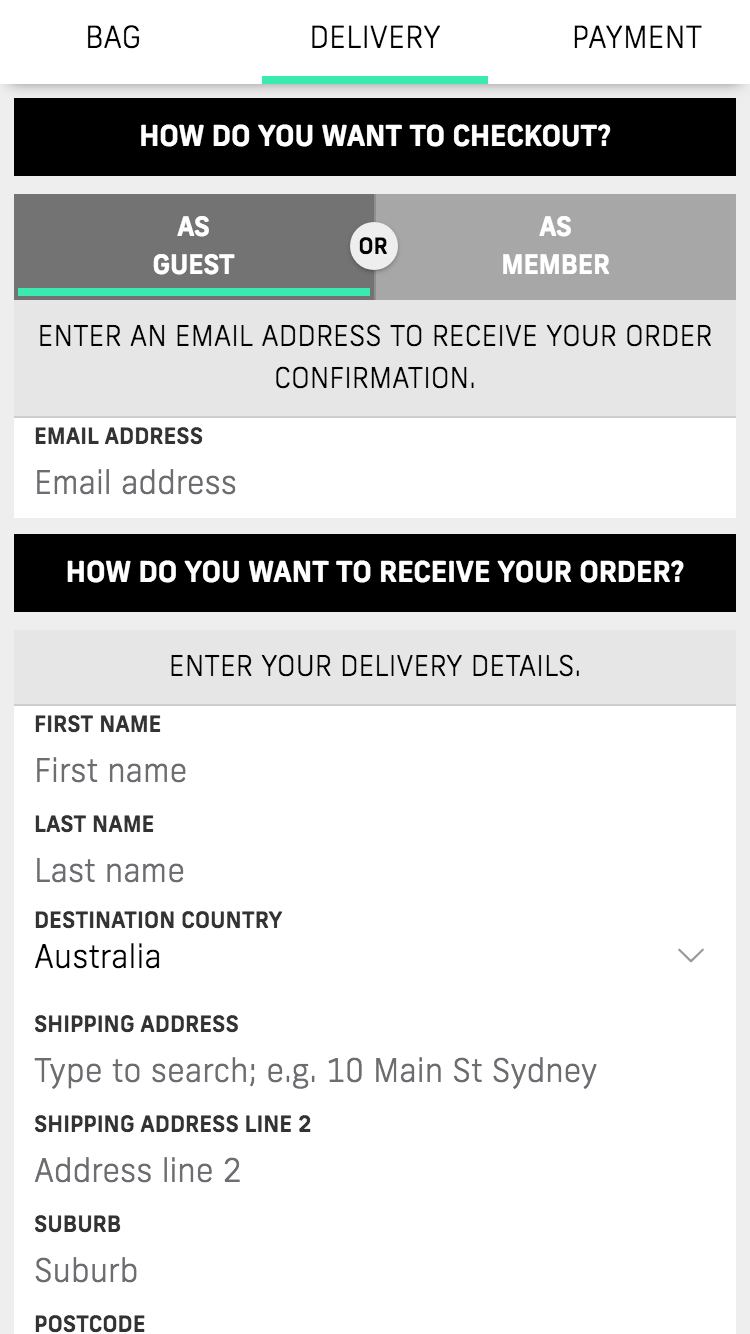 BAG DELIVERY PAYMENT
HOW DO YOU WANT TO CHECKOUT?
AS
GUEST
OR
AS
MEMBER
ENTER AN EMAIL ADDRESS TO RECEIVE YOUR ORDER
CONFIRMATION.
EMAIL ADDRESS
Email address
HOW DO YOU WANT TO RECEIVE YOUR ORDER?
ENTER YOUR DELIVERY DETAILS.
FIRST NAME
First name
LAST NAME
Last name
DESTINATION COUNTRY
Australia
SHIPPING ADDRESS
Type to search; e.g. 10 Main St Sydney
SHIPPING ADDRESS LINE 2
Address line 2
SUBURB
Suburb
POSTCODE